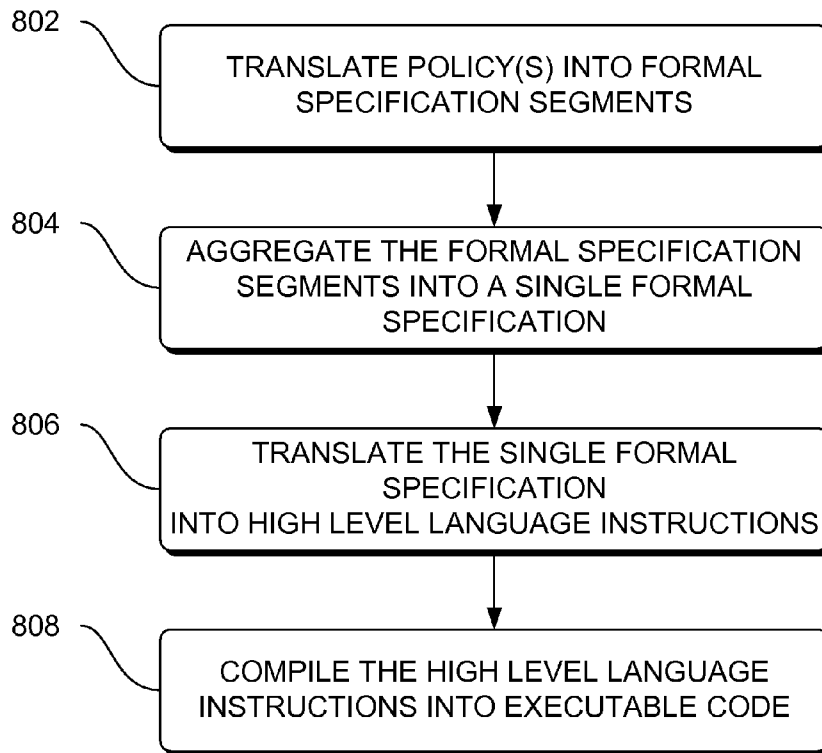 802
TRANSLATE POLICY(S) INTO FORMAL
SPECIFICATION SEGMENTS
804
AGGREGATE THE FORMAL SPECIFICATION
SEGMENTS INTO A SINGLE FORMAL
SPECIFICATION
806
TRANSLATE THE SINGLE FORMAL
SPECIFICATION
INTO HIGH LEVEL LANGUAGE INSTRUCTIONS
808
COMPILE THE HIGH LEVEL LANGUAGE
INSTRUCTIONS INTO EXECUTABLE CODE